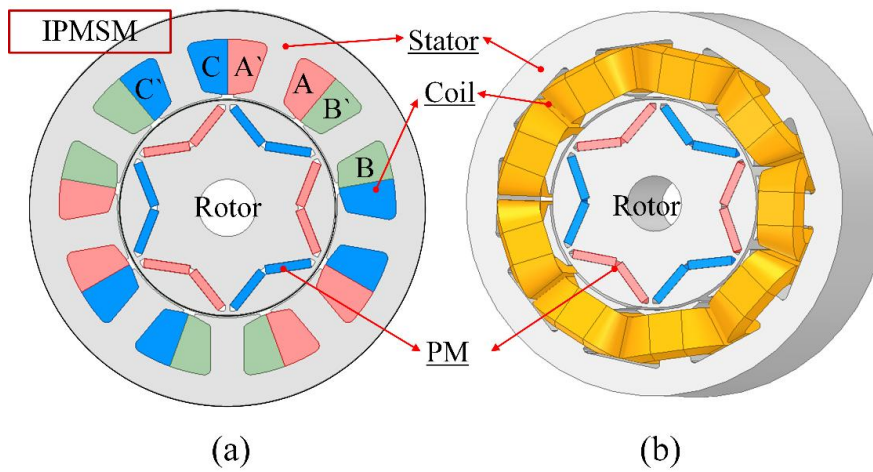 IPMSM
Stator
C A`
C` A
B`
Coil
B
Rotor
Rotor
PM
(a)
(b)